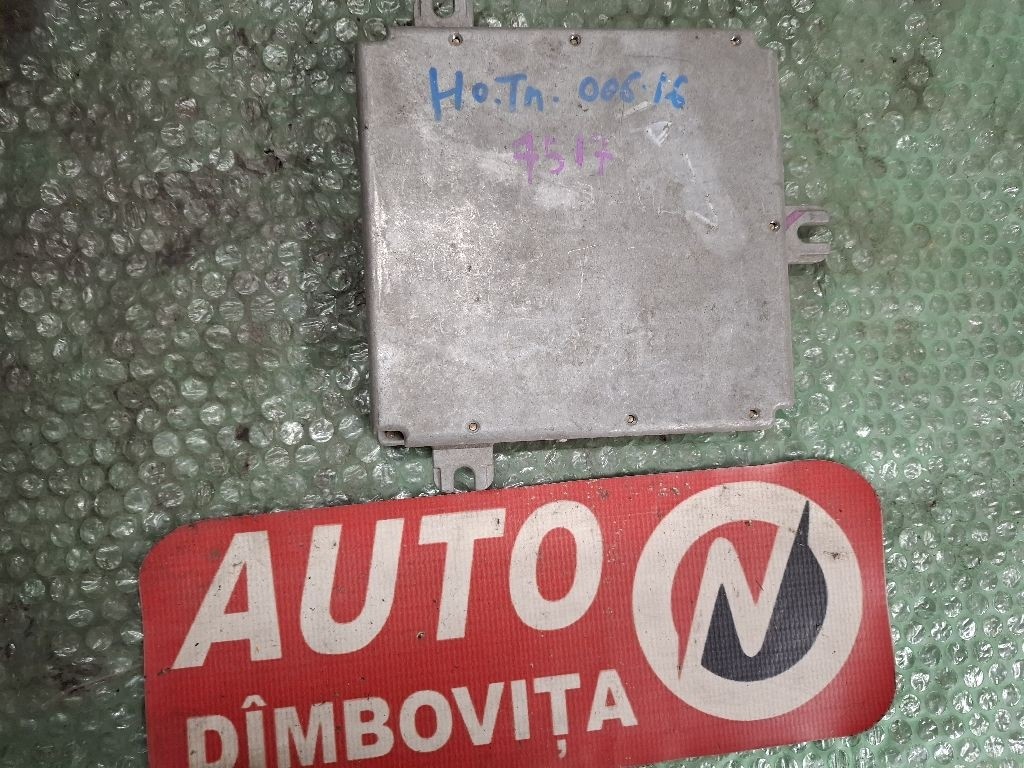 Ho.Tn. 006.16
4517
AUTO
DÎMBOVIȚA
N